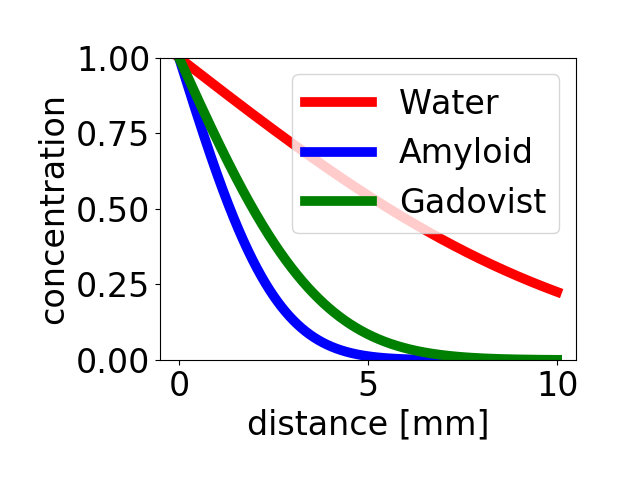 1.00
0.75
0.50
0.25
0.00
concentration
Water
Amyloid
Gadovist
0 5 10
distance [mm]